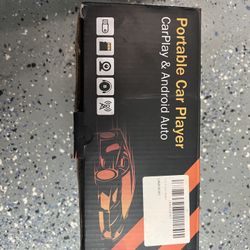 Portable Car Player
CarPlay & Android Auto